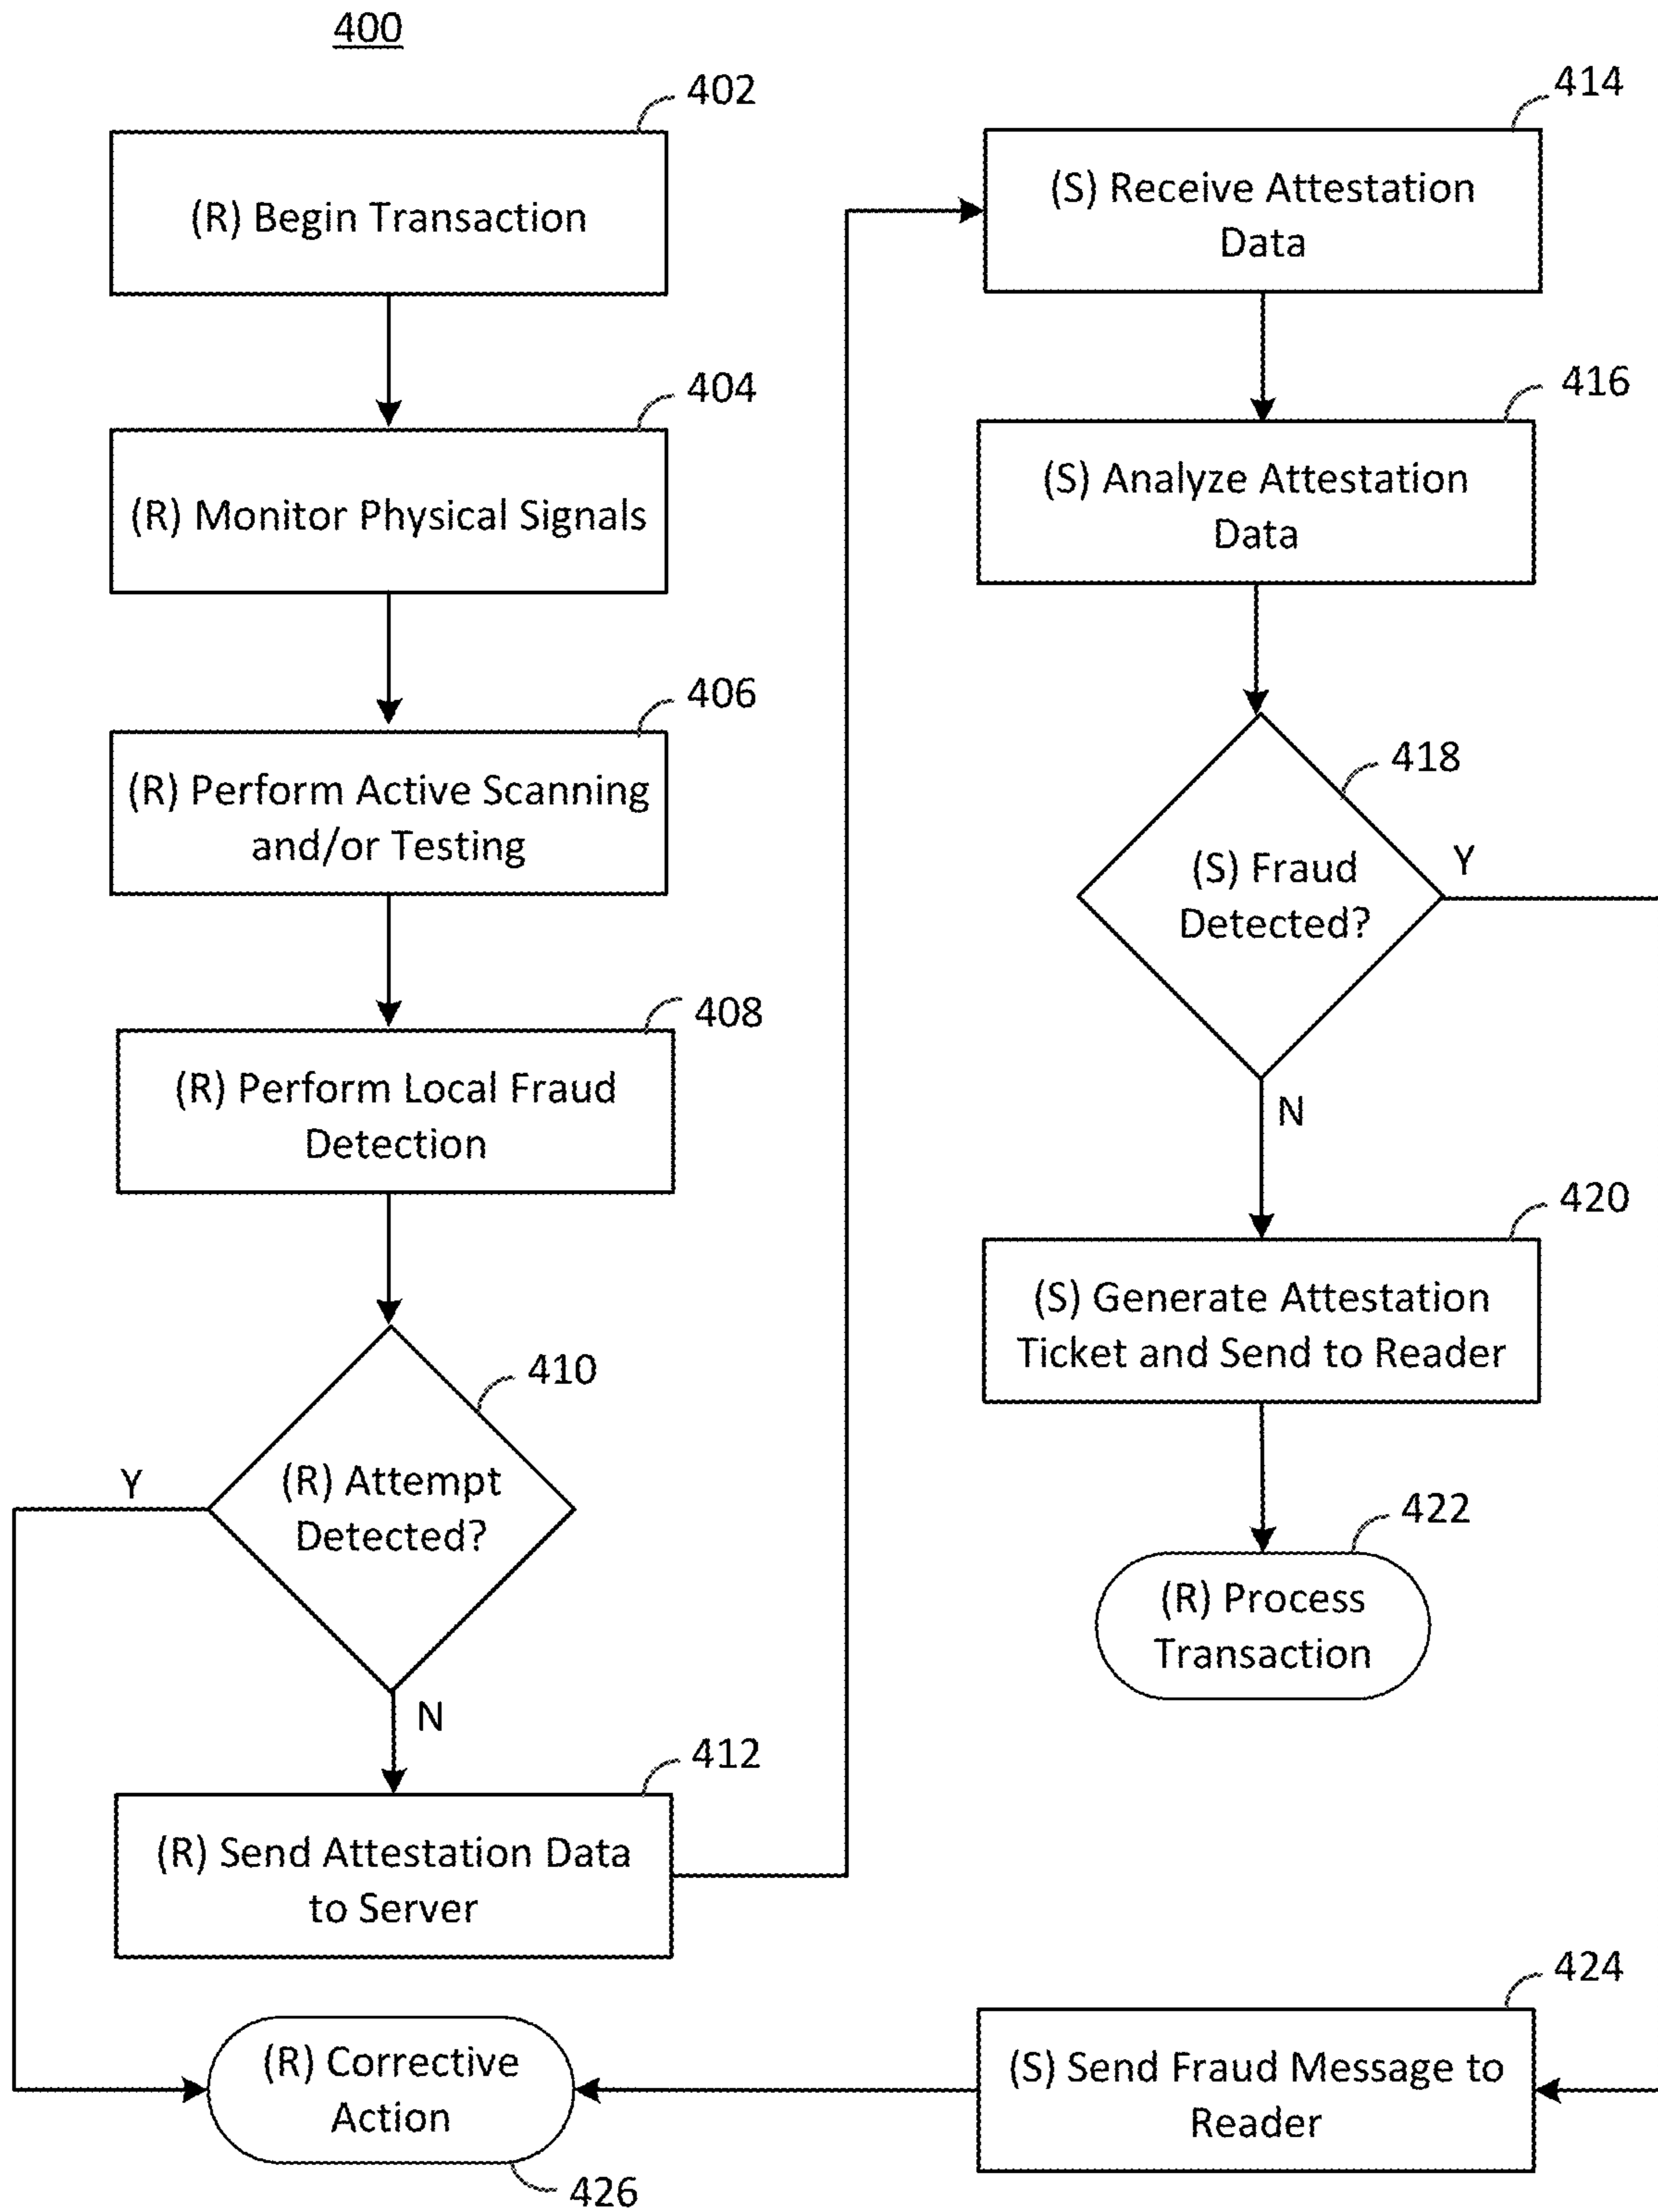 400
402
(R) Begin Transaction
404
(R) Monitor Physical Signals
406
(R) Perform Active Scanning
and/or Testing
408
(R) Perform Local Fraud
Detection
410
(R) Attempt
Detected?
Y
N
412
(R) Send Attestation Data
to Server
414
(S) Receive Attestation
Data
416
(S) Analyze Attestation
Data
418
(S) Fraud
Detected?
Y
N
420
(S) Generate Attestation
Ticket and Send to Reader
422
(R) Process
Transaction
424
(S) Send Fraud Message to
Reader
(R) Corrective
Action
426